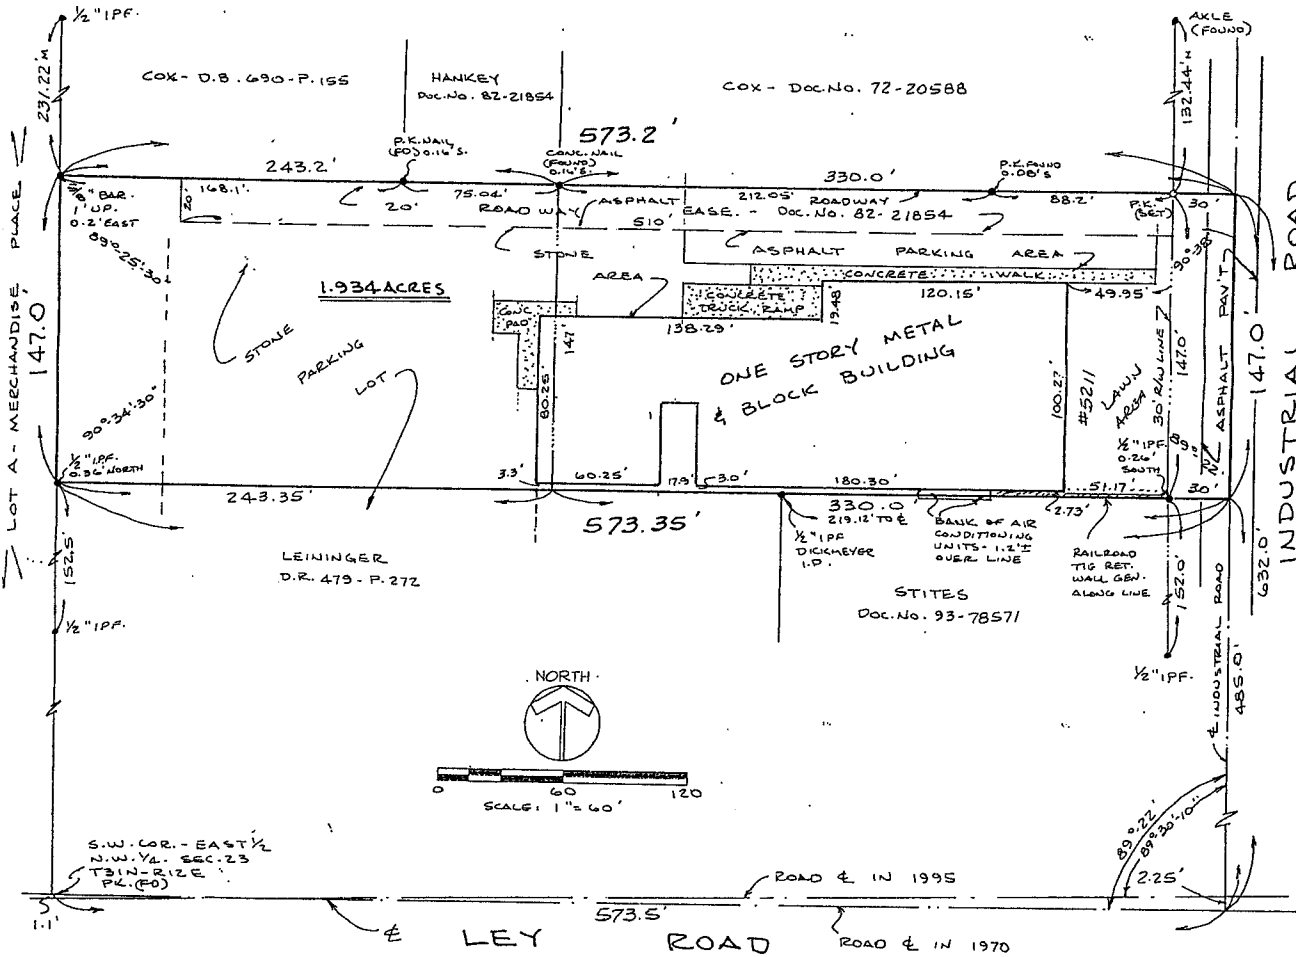 ½" IPF.
AXLE
(FOUND)
231.22'M
132.44'M
COX - D.B. 690 - P. 155
HANKEY
Doc. No. 82-21854
COX - Doc. No. 72-20588
573.2'
P.K. NAIL
(FD) 0.16'S.
CONC. NAIL
(FOUND)
0.16'S.
P.K. FOUND
0.08'S
243.2'
330.0'
168.1'
75.04'
212.05'
ROADWAY
88.2'
P.K.
(SET)
30'
BAR.
1' UP.
0.2' EAST
20'
20'
ROADWAY
ASPHALT
510'
EASE. - Doc. No. 82-21854
STONE
AREA
ASPHALT PARKING AREA
CONCRETE WALK
89°-25'-30"
90°-38'
1.934 ACRES
CONC.
PAD
CONCRETE
TRUCK RAMP
120.15'
49.95'
19.48'
138.29'
147'
LOT A - MERCHANDISE PLACE
147.0'
STONE
PARKING
LOT
ONE STORY METAL
& BLOCK BUILDING
80.25'
100.27'
#5211
LAWN
AREA
30' R/W LINE
147.0'
ASPHALT PAV'T
147.0'
INDUSTRIAL ROAD
90°-34'-30"
½" IPF.
0.36' NORTH
½" IPF.
0.26'
SOUTH
3.3'
60.25'
17.9'
3.0'
180.30'
51.17'
30'
243.35'
573.35'
330.0'
2.73'
219.12' TO ℄
½" IPF
DICKMEYER
I.P.
BANK OF AIR
CONDITIONING
UNITS - 1.2'±
OVER LINE
RAILROAD
TIG RET.
WALL GEN.
ALONG LINE
LEININGER
D.R. 479 - P. 272
STITES
Doc. No. 93-78571
152.5'
152.0'
632.0'
½" IPF.
½" IPF.
℄ INDUSTRIAL ROAD
485.0'
NORTH
0 60 120
SCALE: 1" = 60'
89°-22'
89°-30'-10"
S.W. COR. - EAST ½
N.W. ¼. SEC. 23
T31N-R12E
PK. (FD)
ROAD ℄ IN 1995
2.25'
1.1'
573.5'
℄
LEY ROAD
ROAD ℄ IN 1970